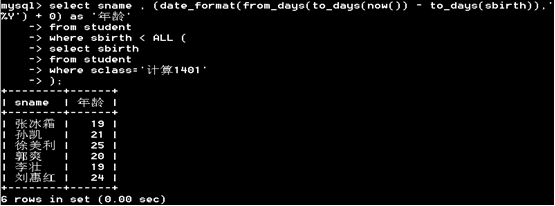 mysql> select sname , (date_format(from_days(to_days(now()) - to_days(sbirth)),'
%Y') + 0) as '年龄'
    -> from student
    -> where sbirth < ALL (
    -> select sbirth
    -> from student
    -> where sclass='计算1401'
    -> );
+--------+------+
| sname  | 年龄 |
+--------+------+
| 张冰霜 |   19 |
| 孙凯   |   21 |
| 徐美利 |   25 |
| 郭爽   |   20 |
| 李壮   |   19 |
| 刘惠红 |   24 |
+--------+------+
6 rows in set (0.00 sec)